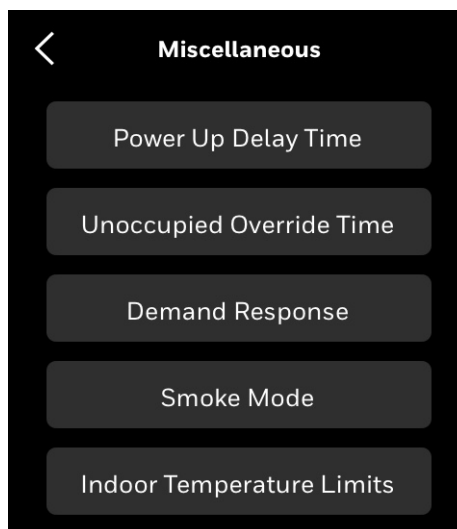 Miscellaneous
Power Up Delay Time
Unoccupied Override Time
Demand Response
Smoke Mode
Indoor Temperature Limits